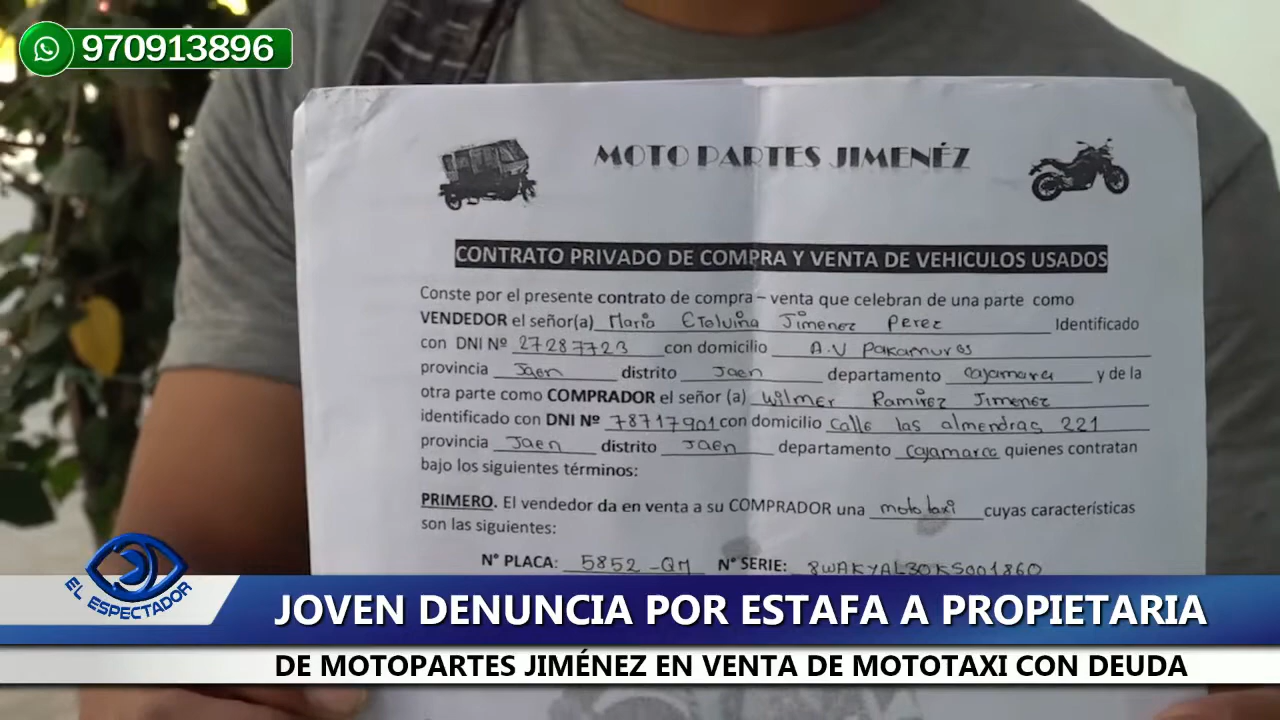 970913896
MOTO PARTES JIMENÉZ
CONTRATO PRIVADO DE COMPRA Y VENTA DE VEHICULOS USADOS
Conste por el presente contrato de compra – venta que celebran de una parte como
VENDEDOR el señor(a) Maria Etelvina Jimenez Perez Identificado
con DNI Nº 27287723 con domicilio A.V Pakamuros
provincia Jaen distrito Jaen departamento Cajamarca y de la
otra parte como COMPRADOR el señor (a) Wilmer Ramirez Jimenez
identificado con DNI Nº 78717901 con domicilio calle las almendras 221
provincia Jaen distrito Jaen departamento cajamarca quienes contratan
bajo los siguientes términos:
PRIMERO. El vendedor da en venta a su COMPRADOR una mototaxi cuyas características
son las siguientes:
N° PLACA: 5852-QM N° SERIE: 8WAKYAL30KS001860
EL ESPECTADOR
JOVEN DENUNCIA POR ESTAFA A PROPIETARIA
DE MOTOPARTES JIMÉNEZ EN VENTA DE MOTOTAXI CON DEUDA